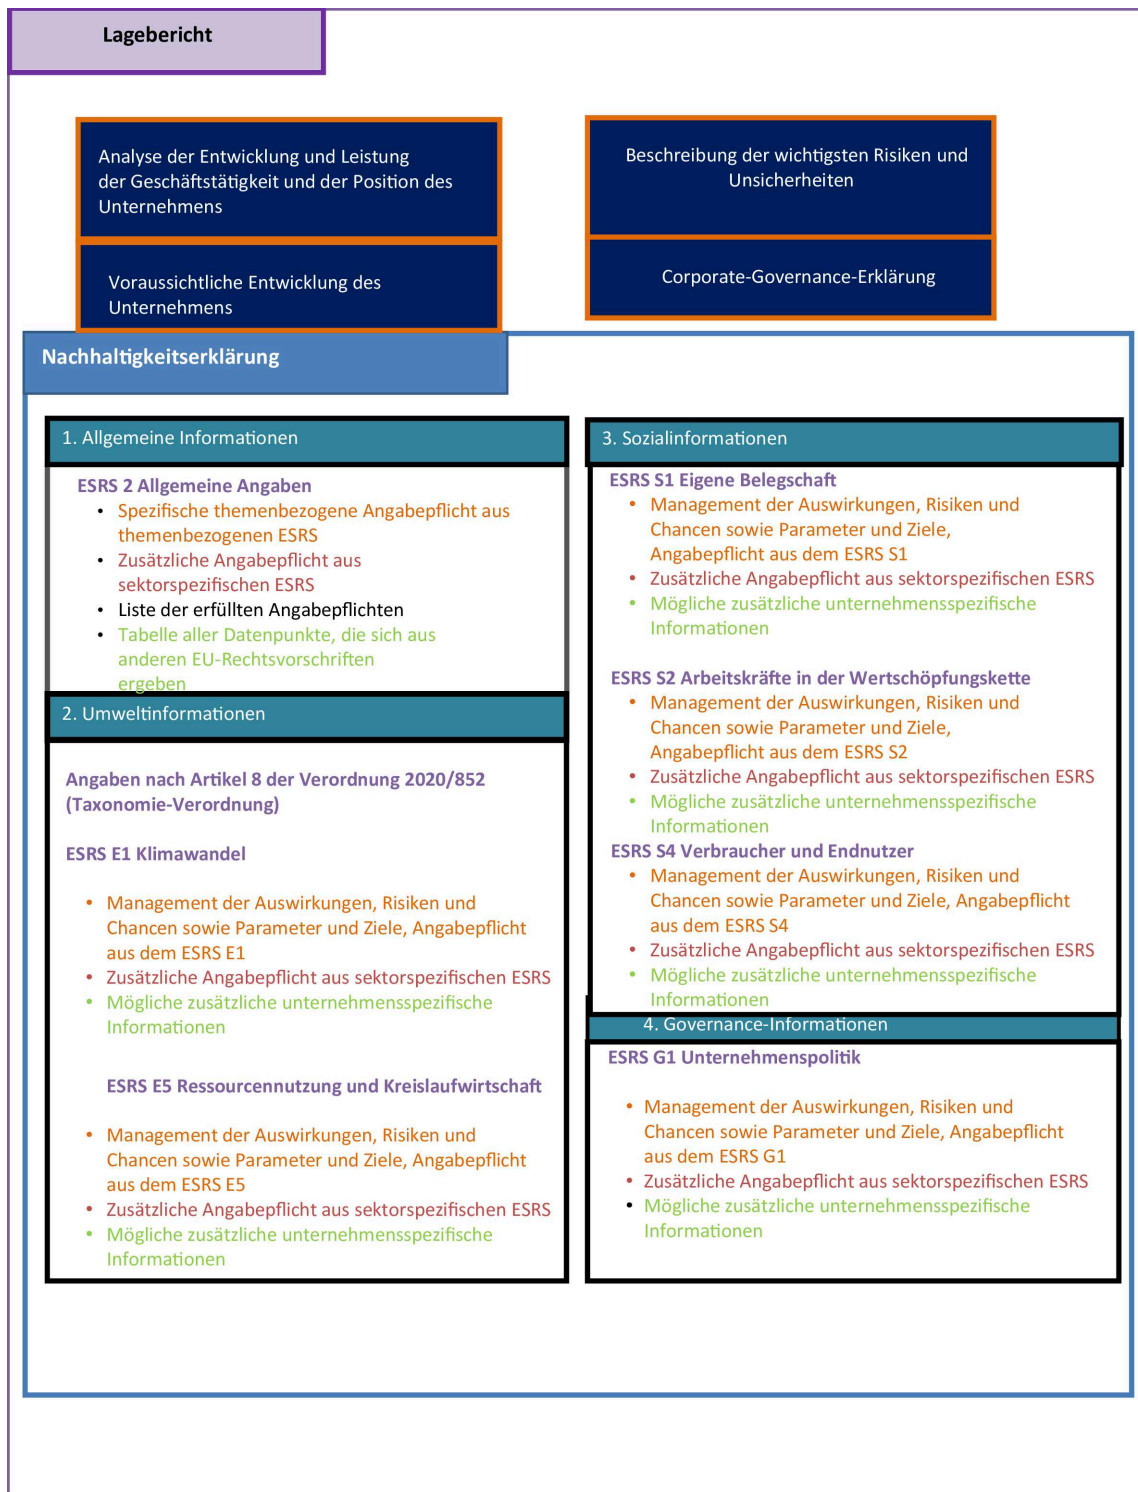 Lagebericht
Analyse der Entwicklung und Leistung
der Geschäftstätigkeit und der Position des
Unternehmens
Beschreibung der wichtigsten Risiken und
Unsicherheiten
Voraussichtliche Entwicklung des
Unternehmens
Corporate-Governance-Erklärung
Nachhaltigkeitserklärung
1. Allgemeine Informationen
ESRS 2 Allgemeine Angaben
• Spezifische themenbezogene Angabepflicht aus
themenbezogenen ESRS
• Zusätzliche Angabepflicht aus
sektorspezifischen ESRS
• Liste der erfüllten Angabepflichten
• Tabelle aller Datenpunkte, die sich aus
anderen EU-Rechtsvorschriften
ergeben
2. Umweltinformationen
Angaben nach Artikel 8 der Verordnung 2020/852
(Taxonomie-Verordnung)
ESRS E1 Klimawandel
• Management der Auswirkungen, Risiken und
Chancen sowie Parameter und Ziele, Angabepflicht
aus dem ESRS E1
• Zusätzliche Angabepflicht aus sektorspezifischen ESRS
• Mögliche zusätzliche unternehmensspezifische
Informationen
ESRS E5 Ressourcennutzung und Kreislaufwirtschaft
• Management der Auswirkungen, Risiken und
Chancen sowie Parameter und Ziele, Angabepflicht
aus dem ESRS E5
• Zusätzliche Angabepflicht aus sektorspezifischen ESRS
• Mögliche zusätzliche unternehmensspezifische
Informationen
3. Sozialinformationen
ESRS S1 Eigene Belegschaft
• Management der Auswirkungen, Risiken und
Chancen sowie Parameter und Ziele,
Angabepflicht aus dem ESRS S1
• Zusätzliche Angabepflicht aus sektorspezifischen ESRS
• Mögliche zusätzliche unternehmensspezifische
Informationen
ESRS S2 Arbeitskräfte in der Wertschöpfungskette
• Management der Auswirkungen, Risiken und
Chancen sowie Parameter und Ziele,
Angabepflicht aus dem ESRS S2
• Zusätzliche Angabepflicht aus sektorspezifischen ESRS
• Mögliche zusätzliche unternehmensspezifische
Informationen
ESRS S4 Verbraucher und Endnutzer
• Management der Auswirkungen, Risiken und
Chancen sowie Parameter und Ziele, Angabepflicht
aus dem ESRS S4
• Zusätzliche Angabepflicht aus sektorspezifischen ESRS
• Mögliche zusätzliche unternehmensspezifische
Informationen
4. Governance-Informationen
ESRS G1 Unternehmenspolitik
• Management der Auswirkungen, Risiken und
Chancen sowie Parameter und Ziele, Angabepflicht
aus dem ESRS G1
• Zusätzliche Angabepflicht aus sektorspezifischen ESRS
• Mögliche zusätzliche unternehmensspezifische
Informationen